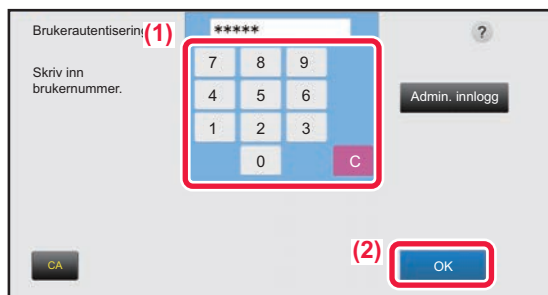 Brukerautentisering
(1)
*****
?
Skriv inn
brukernummer.
7 8 9
4 5 6
1 2 3
0 C
Admin. innlogg
(2)
CA
OK